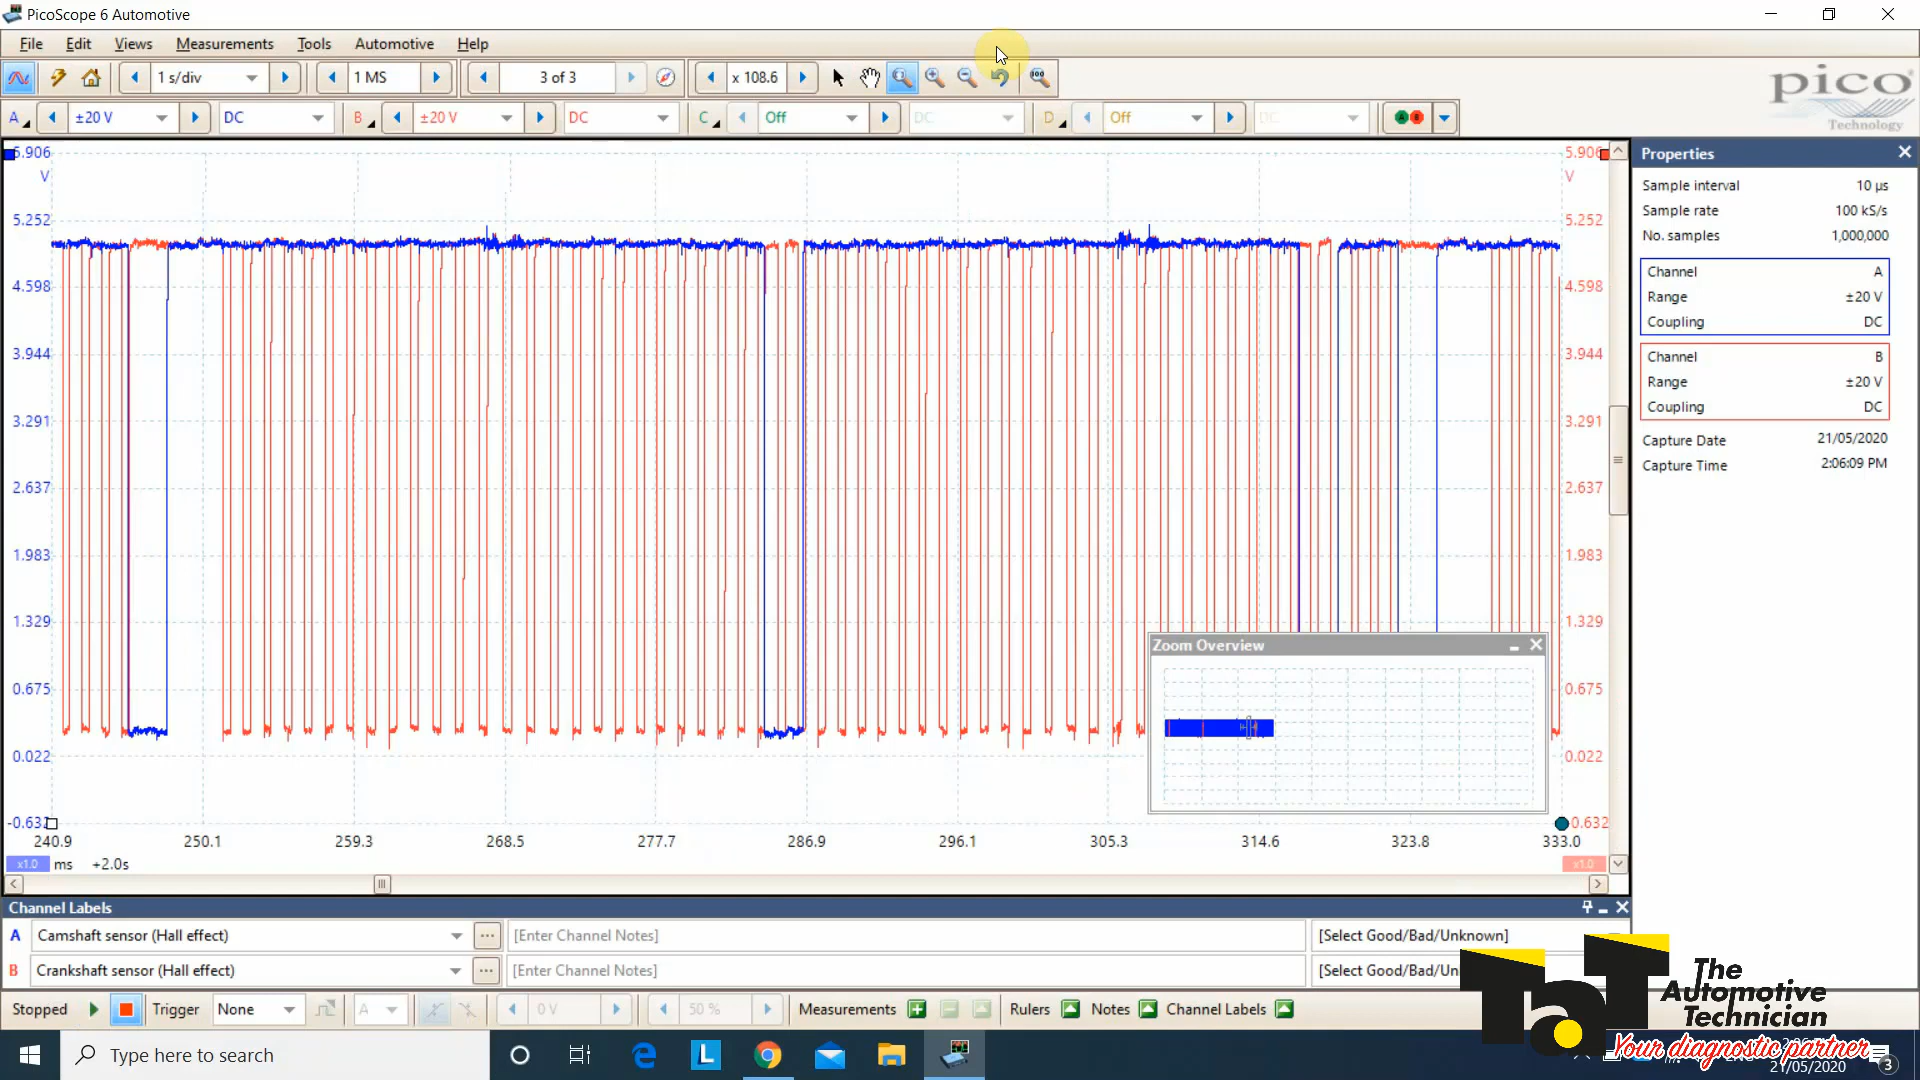 PicoScope 6 Automotive
File Edit Views Measurements Tools Automotive Help
1 s/div 1 MS 3 of 3 x 108.6
pico
Technology
A ±20 V DC B ±20 V DC C Off DC D Off DC
5.906 5.906
V V
5.252 5.252
4.598 4.598
3.944 3.944
3.291 3.291
2.637 2.637
1.983 1.983
1.329 1.329
0.675 0.675
0.022 0.022
-0.632 0.632
240.9 250.1 259.3 268.5 277.7 286.9 296.1 305.3 314.6 323.8 333.0
x1.0 ms +2.0s x1.0
Zoom Overview
Properties
Sample interval 10 µs
Sample rate 100 kS/s
No. samples 1,000,000
Channel A
Range ±20 V
Coupling DC
Channel B
Range ±20 V
Coupling DC
Capture Date 21/05/2020
Capture Time 2:06:09 PM
Channel Labels
A Camshaft sensor (Hall effect) ... [Enter Channel Notes] [Select Good/Bad/Unknown]
B Crankshaft sensor (Hall effect) ... [Enter Channel Notes] [Select Good/Bad/Un
Stopped Trigger None A 0 V 50 % Measurements Rulers Notes Channel Labels
TaT
The
Automotive
Technician
Your diagnostic partner
Type here to search
21/05/2020
3